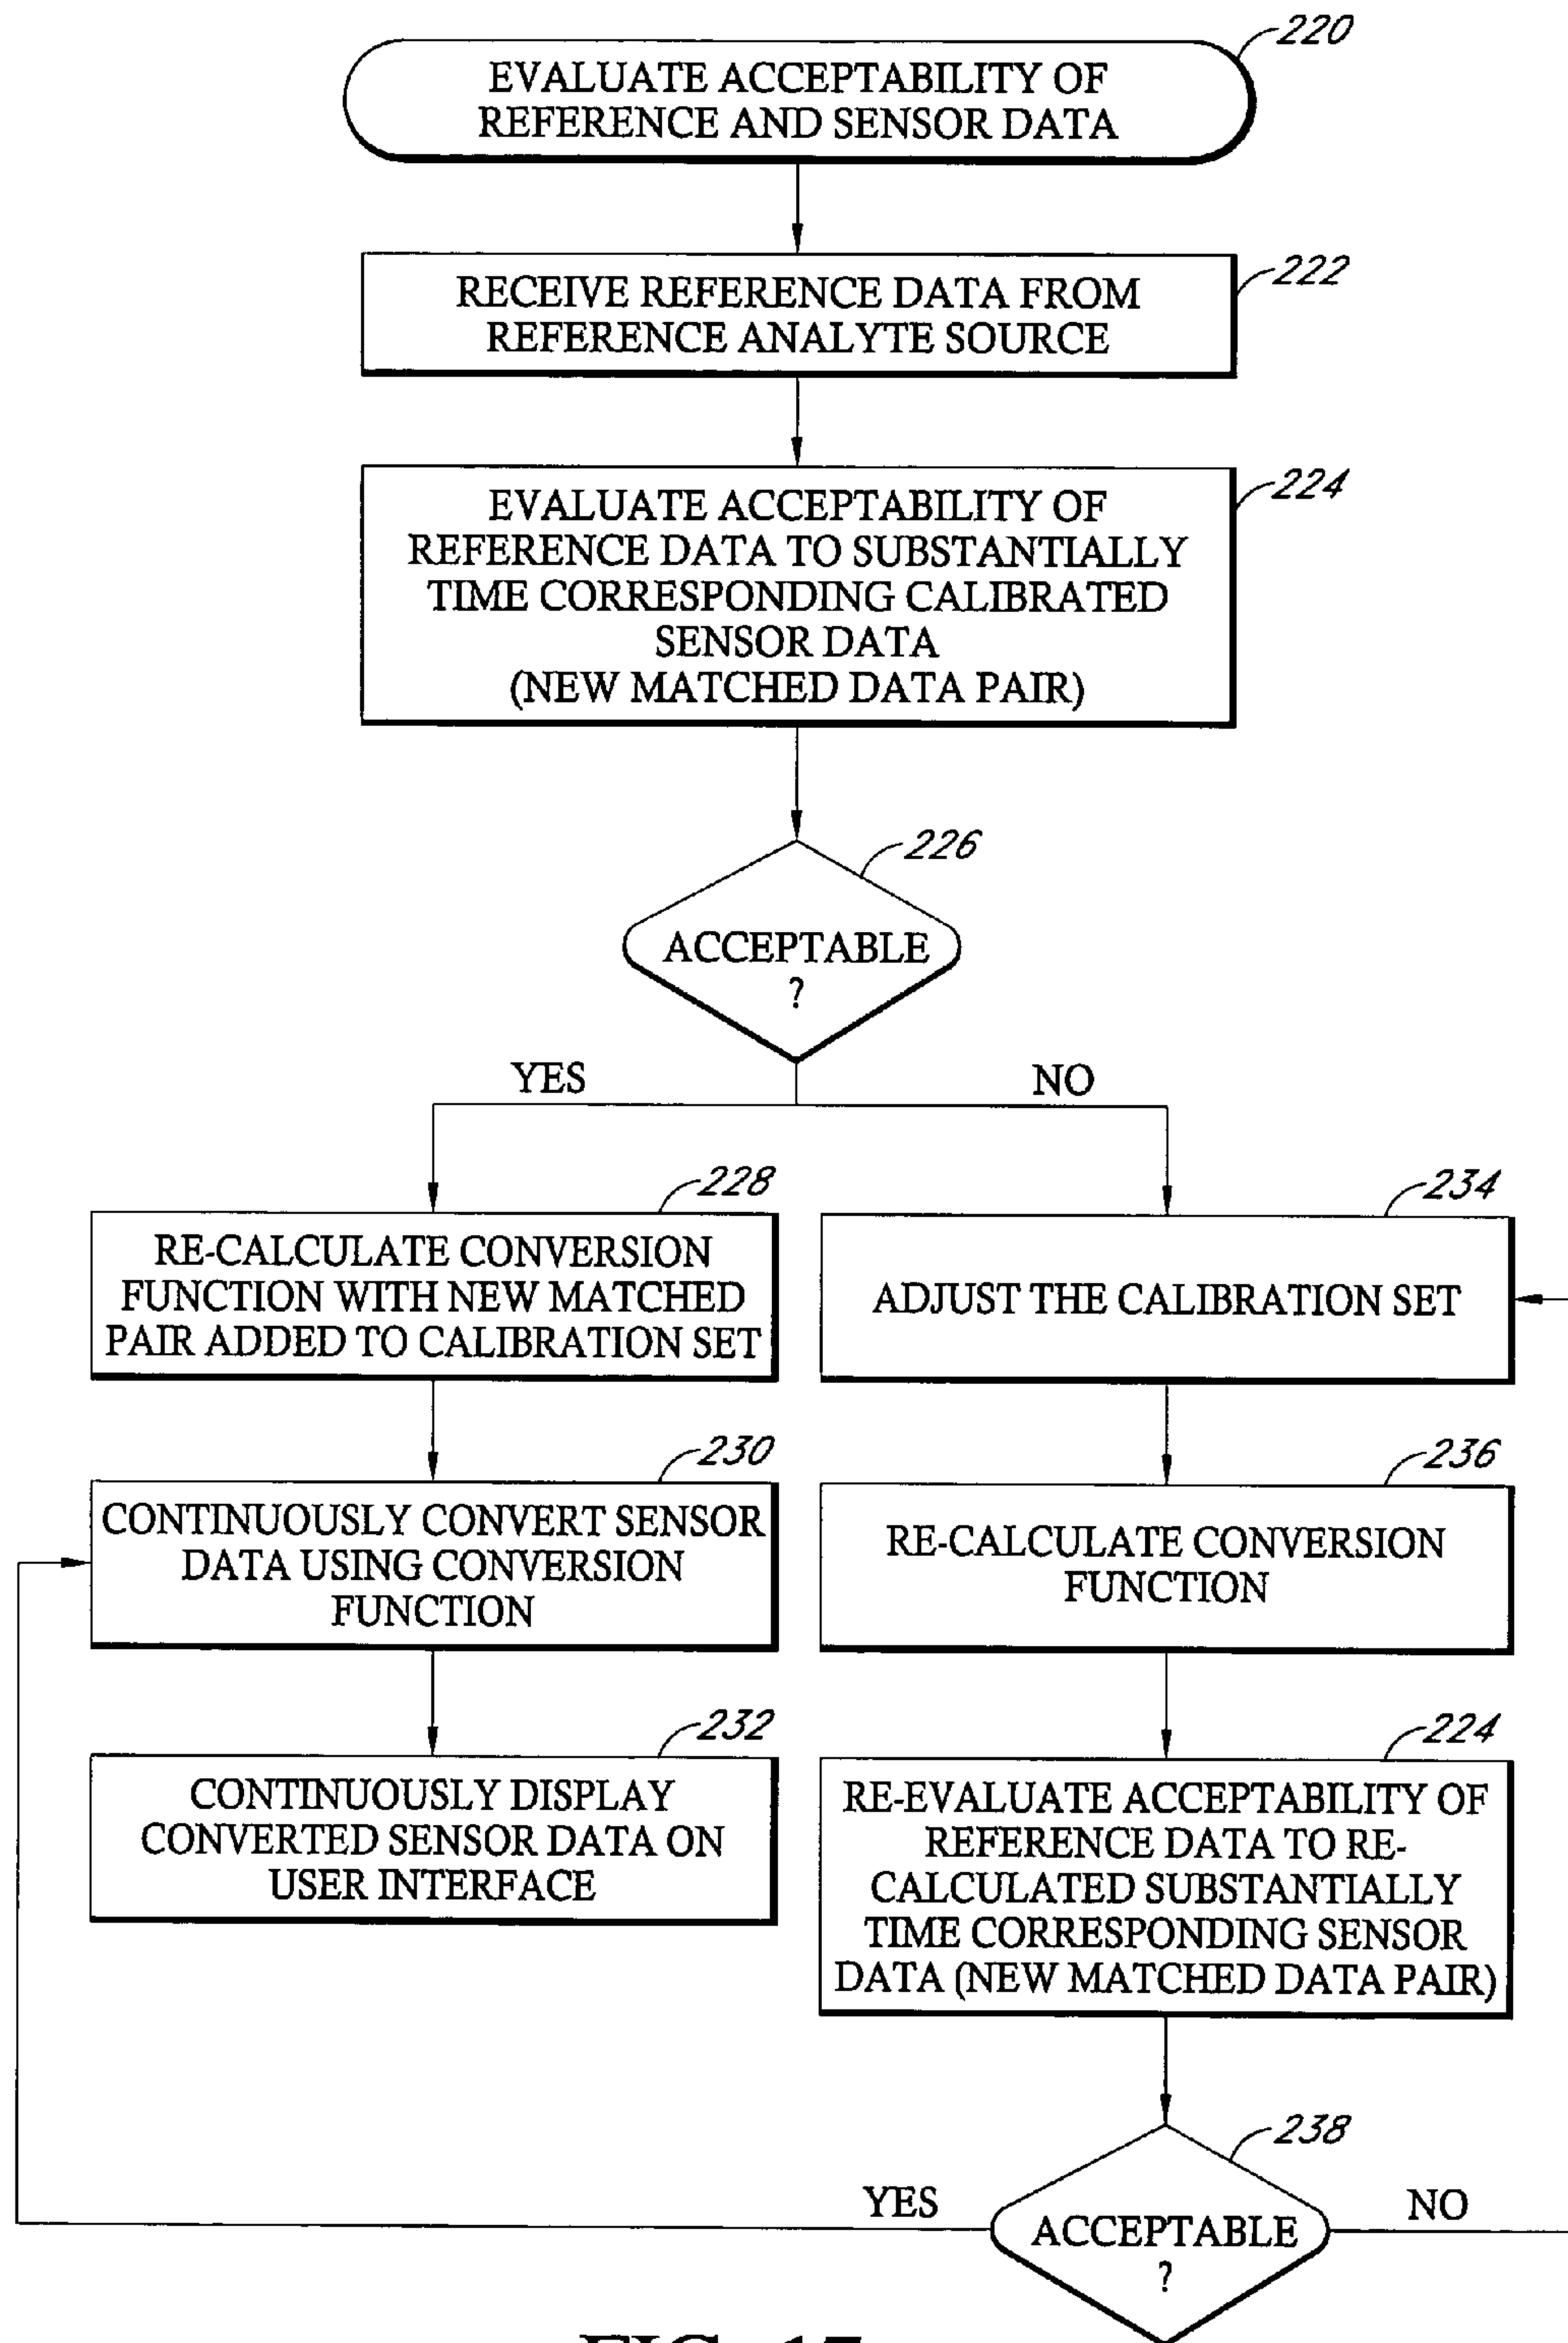 220
EVALUATE ACCEPTABILITY OF
REFERENCE AND SENSOR DATA
222
RECEIVE REFERENCE DATA FROM
REFERENCE ANALYTE SOURCE
224
EVALUATE ACCEPTABILITY OF
REFERENCE DATA TO SUBSTANTIALLY
TIME CORRESPONDING CALIBRATED
SENSOR DATA
(NEW MATCHED DATA PAIR)
226
ACCEPTABLE
?
YES
NO
228
RE-CALCULATE CONVERSION
FUNCTION WITH NEW MATCHED
PAIR ADDED TO CALIBRATION SET
234
ADJUST THE CALIBRATION SET
230
CONTINUOUSLY CONVERT SENSOR
DATA USING CONVERSION
FUNCTION
236
RE-CALCULATE CONVERSION
FUNCTION
232
CONTINUOUSLY DISPLAY
CONVERTED SENSOR DATA ON
USER INTERFACE
224
RE-EVALUATE ACCEPTABILITY OF
REFERENCE DATA TO RE-
CALCULATED SUBSTANTIALLY
TIME CORRESPONDING SENSOR
DATA (NEW MATCHED DATA PAIR)
238
YES
ACCEPTABLE
?
NO